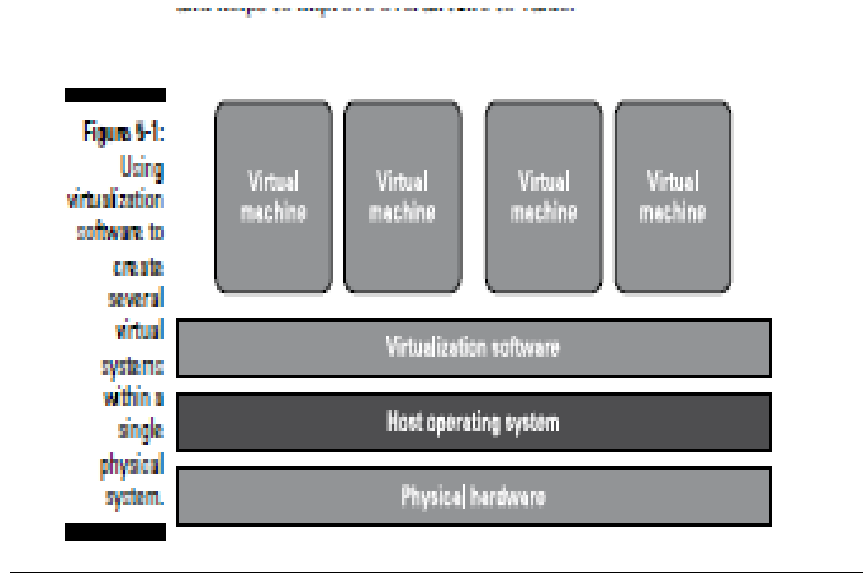 Figure 5-1:
Using
virtualization
software to
create
several
virtual
systems
within a
single
physical
system.
Virtual
machine
Virtual
machine
Virtual
machine
Virtual
machine
Virtualization software
Host operating system
Physical hardware